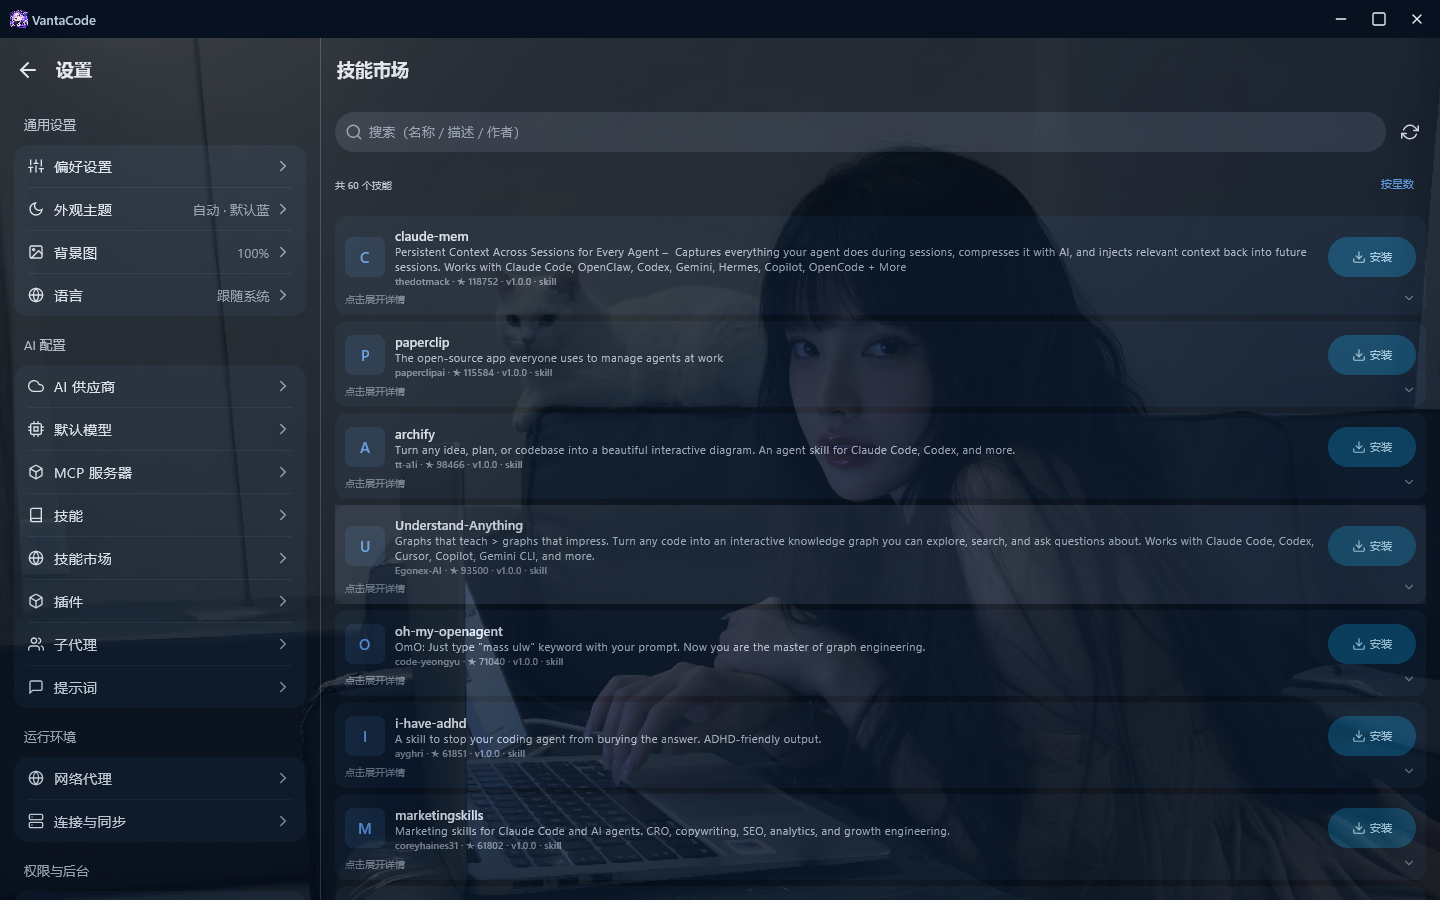 VantaCode
设置
通用设置
偏好设置
外观主题
自动 · 默认蓝
背景图
100%
语言
跟随系统
AI 配置
AI 供应商
默认模型
MCP 服务器
技能
技能市场
插件
子代理
提示词
运行环境
网络代理
连接与同步
权限与后台
技能市场
搜索（名称 / 描述 / 作者）
共 60 个技能
按星数
C
claude-mem
Persistent Context Across Sessions for Every Agent – Captures everything your agent does during sessions, compresses it with AI, and injects relevant context back into future
sessions. Works with Claude Code, OpenClaw, Codex, Gemini, Hermes, Copilot, OpenCode + More
thedotmack · ★ 118752 · v1.0.0 · skill
点击展开详情
安装
P
paperclip
The open-source app everyone uses to manage agents at work
paperclipai · ★ 115584 · v1.0.0 · skill
点击展开详情
安装
A
archify
Turn any idea, plan, or codebase into a beautiful interactive diagram. An agent skill for Claude Code, Codex, and more.
tt-a1i · ★ 98466 · v1.0.0 · skill
点击展开详情
安装
U
Understand-Anything
Graphs that teach > graphs that impress. Turn any code into an interactive knowledge graph you can explore, search, and ask questions about. Works with Claude Code, Codex,
Cursor, Copilot, Gemini CLI, and more.
Egonex-AI · ★ 93500 · v1.0.0 · skill
点击展开详情
安装
O
oh-my-openagent
OmO: Just type "mass ulw" keyword with your prompt. Now you are the master of graph engineering.
code-yeongyu · ★ 71040 · v1.0.0 · skill
点击展开详情
安装
I
i-have-adhd
A skill to stop your coding agent from burying the answer. ADHD-friendly output.
ayghri · ★ 61851 · v1.0.0 · skill
点击展开详情
安装
M
marketingskills
Marketing skills for Claude Code and AI agents. CRO, copywriting, SEO, analytics, and growth engineering.
coreyhaines31 · ★ 61802 · v1.0.0 · skill
点击展开详情
安装